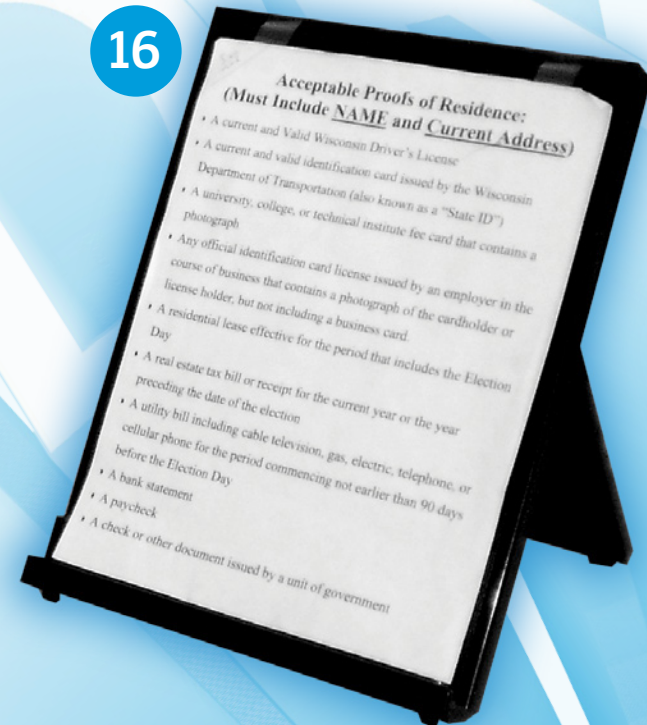 16
Acceptable Proofs of Residence:
(Must Include NAME and Current Address)
• A current and Valid Wisconsin Driver's License
• A current and valid identification card issued by the Wisconsin
Department of Transportation (also known as a "State ID")
• A university, college, or technical institute fee card that contains a
photograph
• Any official identification card license issued by an employer in the
course of business that contains a photograph of the cardholder or
license holder, but not including a business card.
• A residential lease effective for the period that includes the Election
Day
• A real estate tax bill or receipt for the current year or the year
preceding the date of the election
• A utility bill including cable television, gas, electric, telephone, or
cellular phone for the period commencing not earlier than 90 days
before the Election Day
• A bank statement
• A paycheck
• A check or other document issued by a unit of government